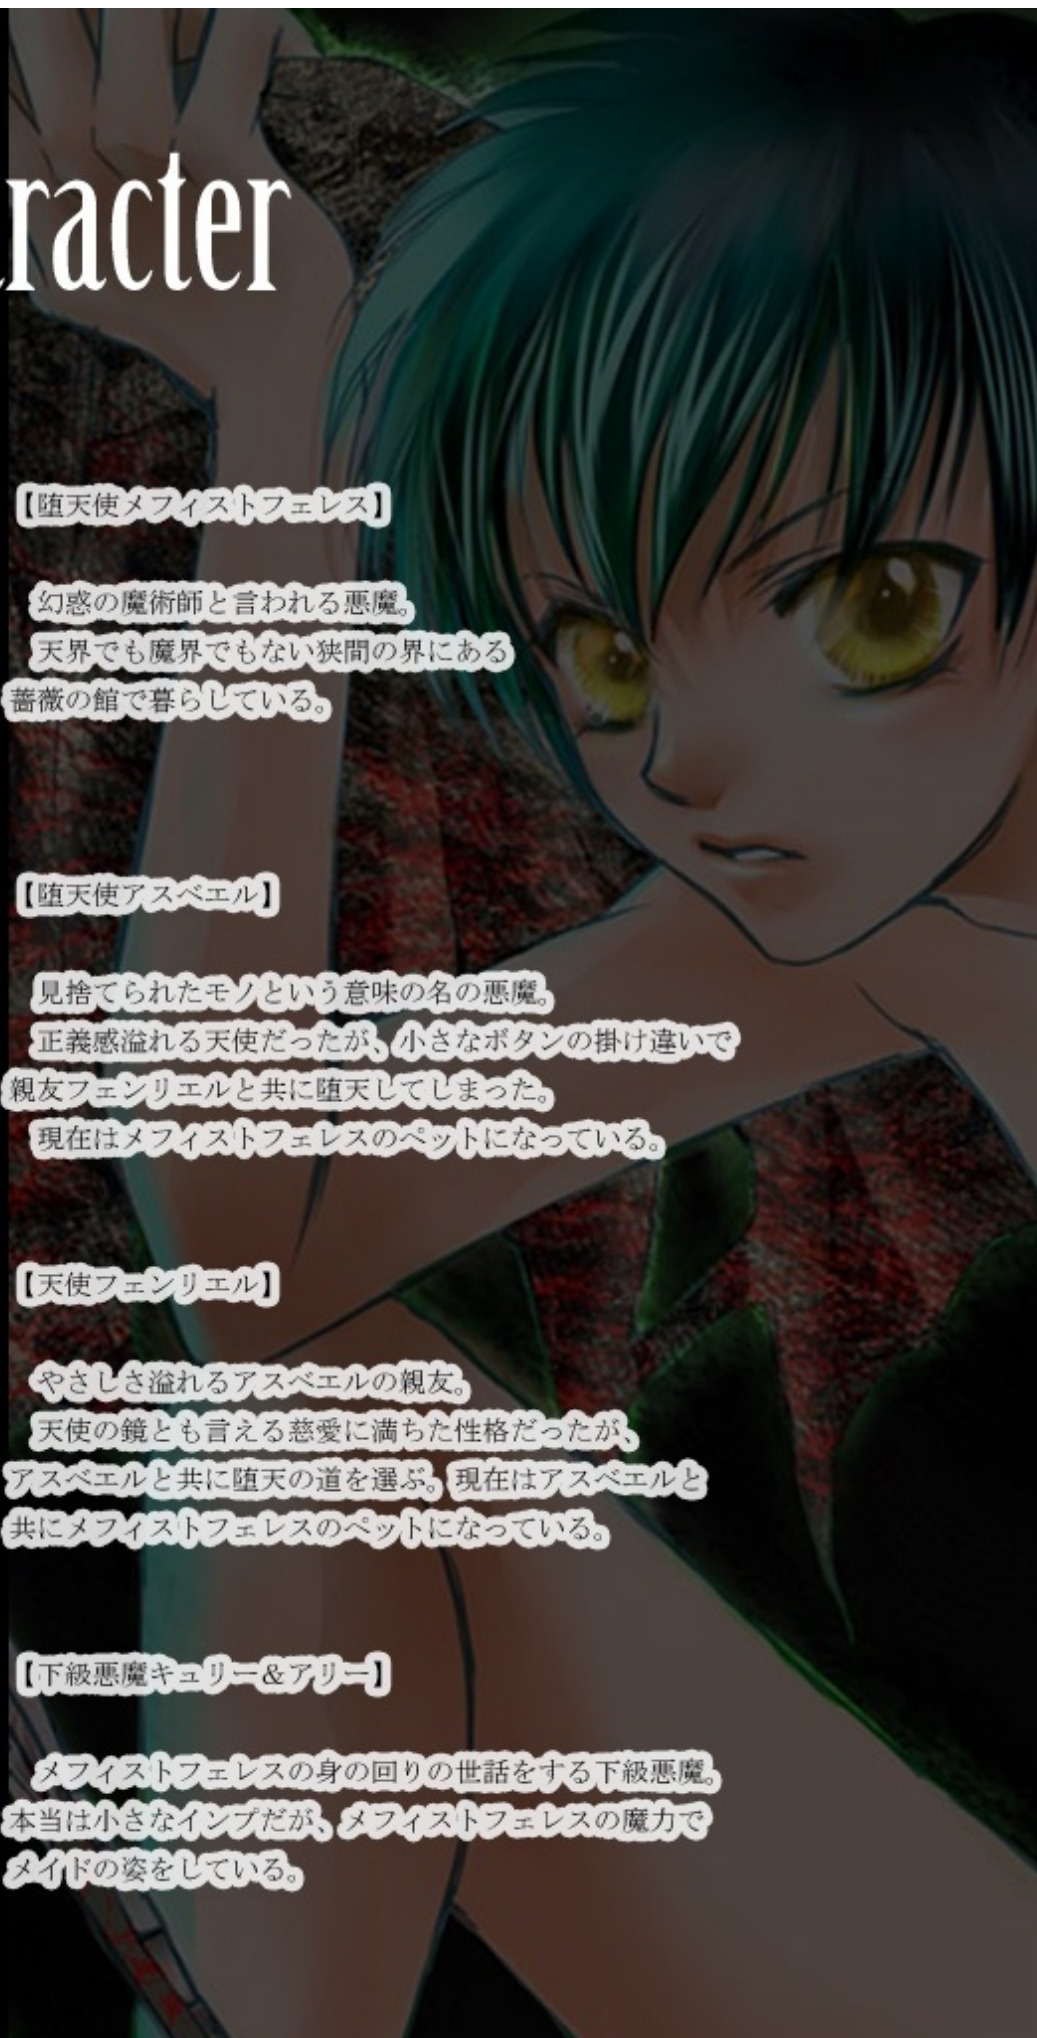 racter
【堕天使メフィストフェレス】
幻惑の魔術師と言われる悪魔。
天界でも魔界でもない狭間の界にある
薔薇の館で暮らしている。
【堕天使アスベエル】
見捨てられたモノという意味の名の悪魔。
正義感溢れる天使だったが、小さなボタンの掛け違いで
親友フェンリエルと共に堕天してしまった。
現在はメフィストフェレスのペットになっている。
【天使フェンリエル】
やさしさ溢れるアスベエルの親友。
天使の鏡とも言える慈愛に満ちた性格だったが、
アスベエルと共に堕天の道を選ぶ。現在はアスベエルと
共にメフィストフェレスのペットになっている。
【下級悪魔キュリー&アリー】
メフィストフェレスの身の回りの世話をする下級悪魔。
本当は小さなインプだが、メフィストフェレスの魔力で
メイドの姿をしている。